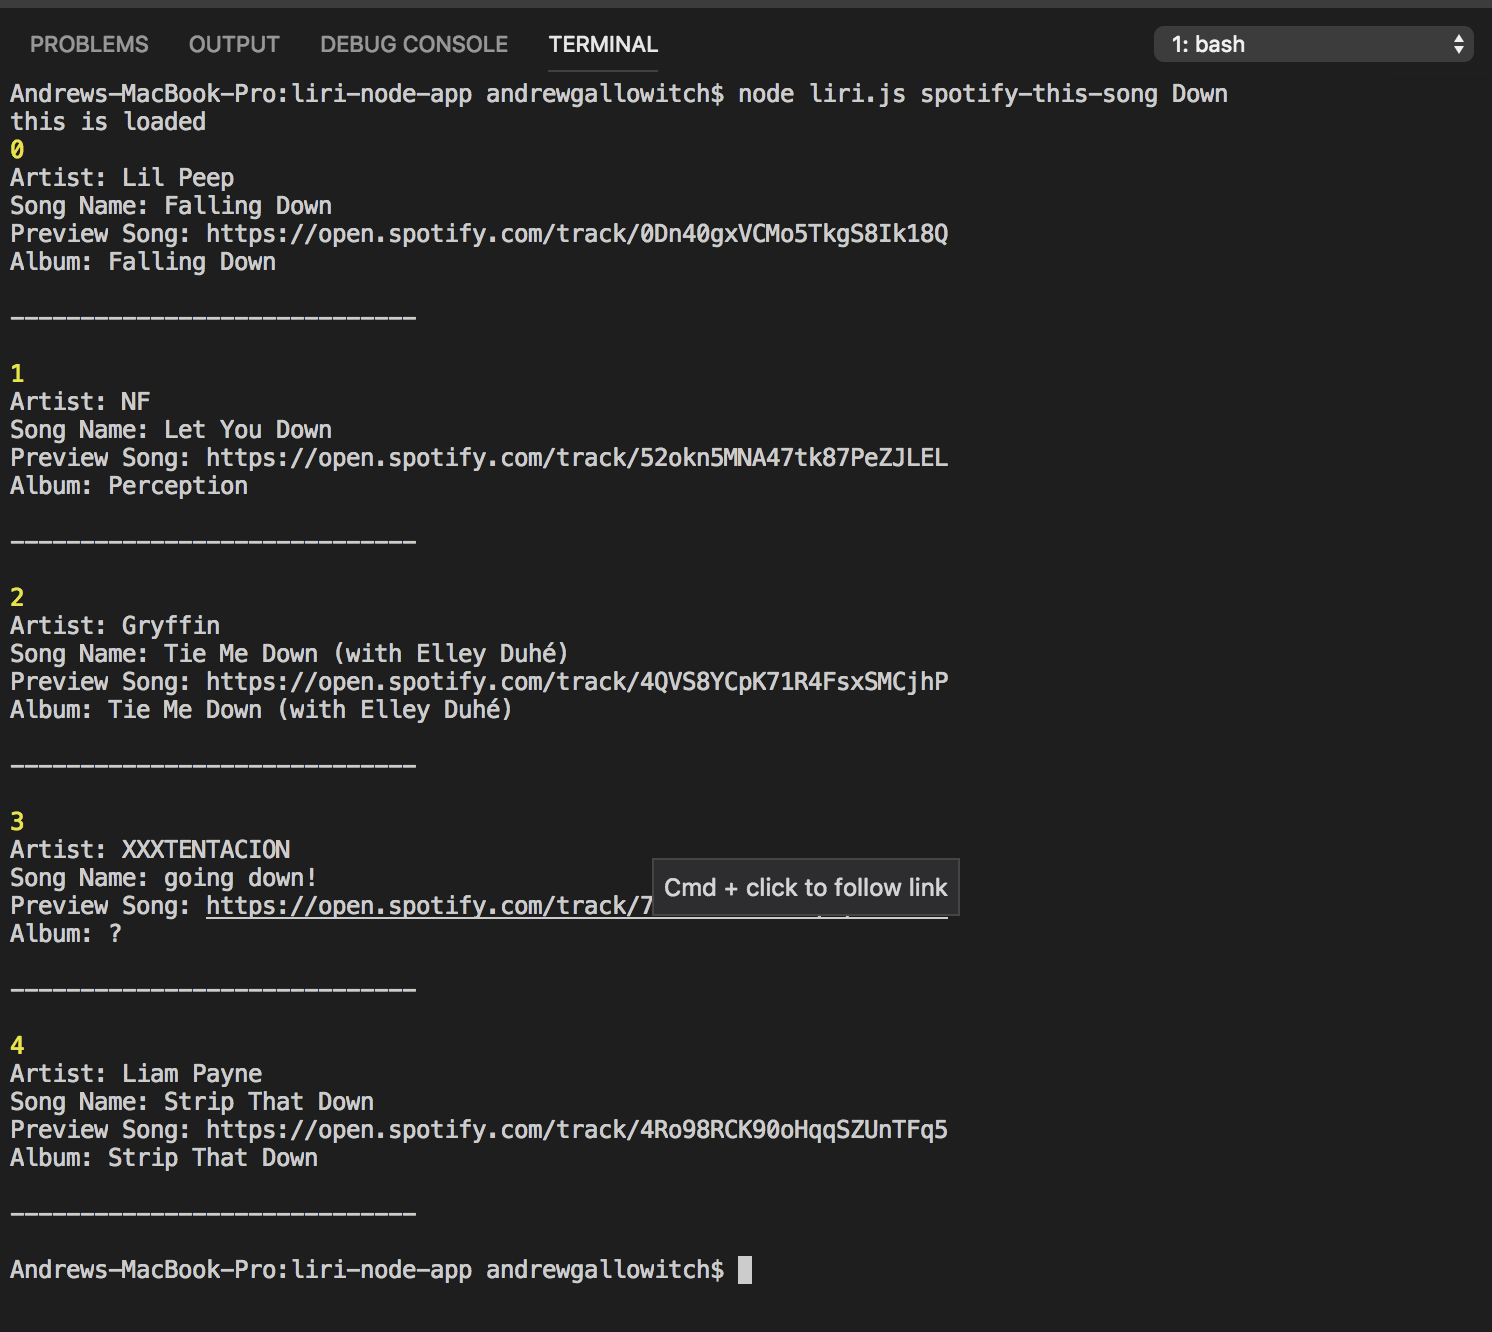 PROBLEMS OUTPUT DEBUG CONSOLE TERMINAL 1: bash
Andrews-MacBook-Pro:liri-node-app andrewgallowitch$ node liri.js spotify-this-song Down
this is loaded
0
Artist: Lil Peep
Song Name: Falling Down
Preview Song: https://open.spotify.com/track/0Dn40gxVCMo5TkgS8Ik18Q
Album: Falling Down
-----------------------------
1
Artist: NF
Song Name: Let You Down
Preview Song: https://open.spotify.com/track/52okn5MNA47tk87PeZJLEL
Album: Perception
-----------------------------
2
Artist: Gryffin
Song Name: Tie Me Down (with Elley Duhé)
Preview Song: https://open.spotify.com/track/4QVS8YCpK71R4FsxSMCjhP
Album: Tie Me Down (with Elley Duhé)
-----------------------------
3
Artist: XXXTENTACION
Song Name: going down!
Cmd + click to follow link
Preview Song: https://open.spotify.com/track/7
Album: ?
-----------------------------
4
Artist: Liam Payne
Song Name: Strip That Down
Preview Song: https://open.spotify.com/track/4Ro98RCK90oHqqSZUnTFq5
Album: Strip That Down
-----------------------------
Andrews-MacBook-Pro:liri-node-app andrewgallowitch$